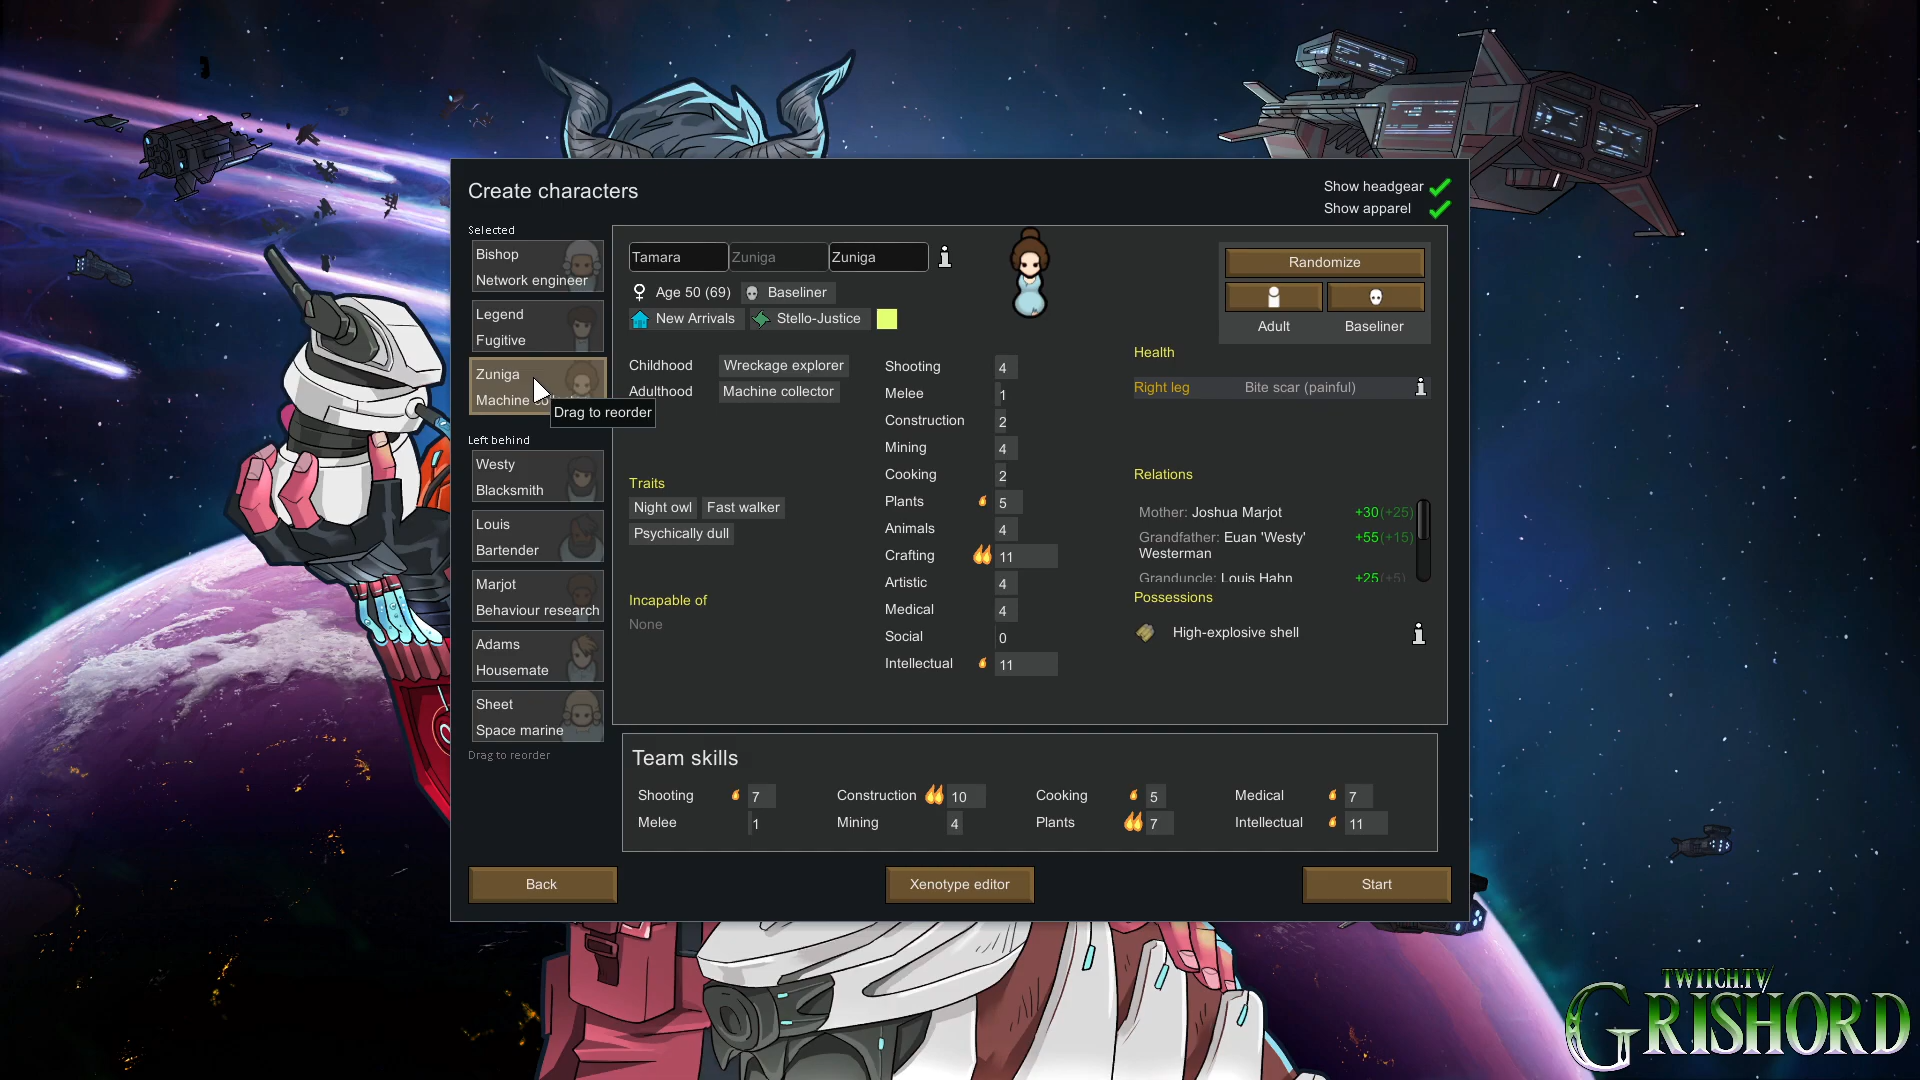 Create characters
Show headgear
Show apparel
Selected
Bishop
Network engineer
Legend
Fugitive
Zuniga
Machine
Drag to reorder
Left behind
Westy
Blacksmith
Louis
Bartender
Marjot
Behaviour research
Adams
Housemate
Sheet
Space marine
Drag to reorder
Tamara Zuniga Zuniga
Age 50 (69) Baseliner
New Arrivals Stello-Justice
Childhood Wreckage explorer
Adulthood Machine collector
Traits
Night owl Fast walker
Psychically dull
Incapable of
None
Shooting 4
Melee 1
Construction 2
Mining 4
Cooking 2
Plants 5
Animals 4
Crafting 11
Artistic 4
Medical 4
Social 0
Intellectual 11
Randomize
Adult Baseliner
Health
Right leg Bite scar (painful)
Relations
Mother: Joshua Marjot +30(+25)
Grandfather: Euan 'Westy' +55(+15)
Westerman
Granduncle: Louis Hahn +25(+5)
Possessions
High-explosive shell
Team skills
Shooting 7 Construction 10 Cooking 5 Medical 7
Melee 1 Mining 4 Plants 7 Intellectual 11
Back Xenotype editor Start
TWITCH.TV/
GRISHORD